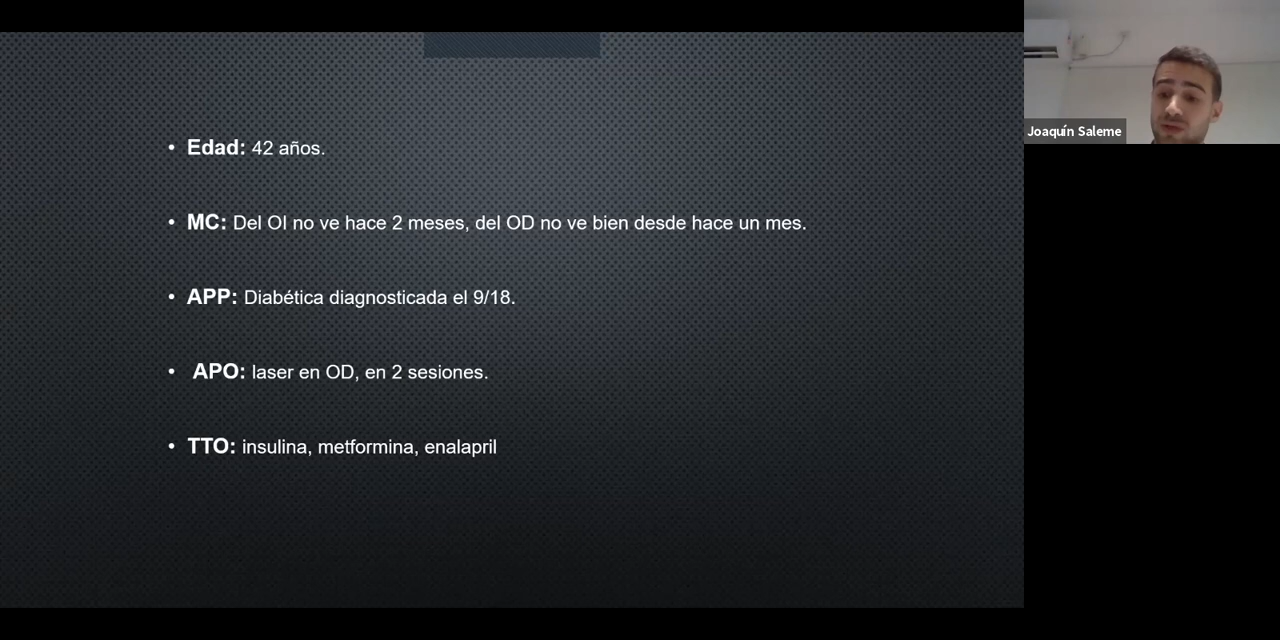 • Edad: 42 años.
• MC: Del OI no ve hace 2 meses, del OD no ve bien desde hace un mes.
• APP: Diabética diagnosticada el 9/18.
• APO: laser en OD, en 2 sesiones.
• TTO: insulina, metformina, enalapril
Joaquín Saleme